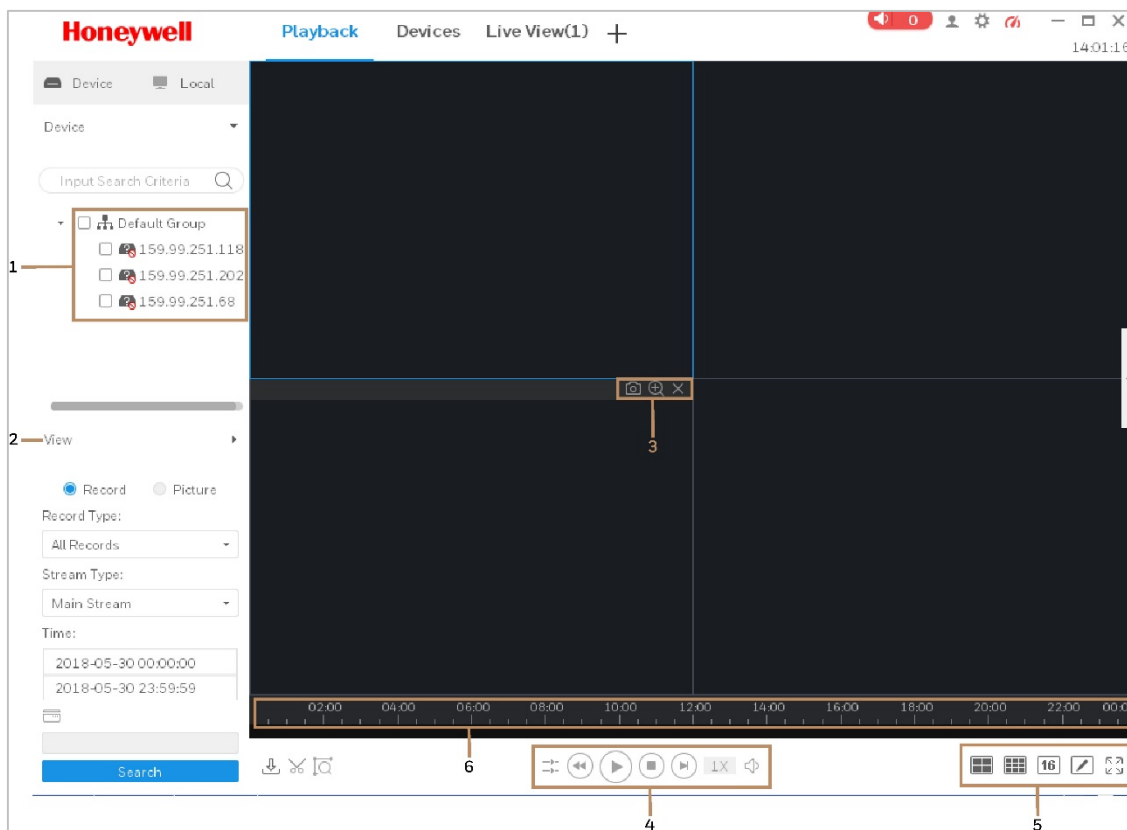 Honeywell
Playback Devices Live View(1) +
0
14:01:16
Device Local
Device
Input Search Criteria
Default Group
159.99.251.118
159.99.251.202
159.99.251.68
1
3
2 View
Record Picture
Record Type:
All Records
Stream Type:
Main Stream
Time:
2018-05-30 00:00:00
2018-05-30 23:59:59
02:00 04:00 06:00 08:00 10:00 12:00 14:00 16:00 18:00 20:00 22:00
Search
6
1X
16
4
5